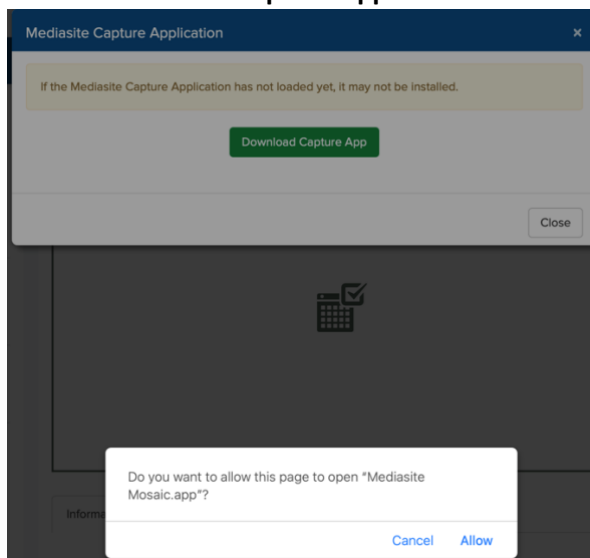 Mediasite Capture Application ×
If the Mediasite Capture Application has not loaded yet, it may not be installed.
Download Capture App
Close
Do you want to allow this page to open “Mediasite
Mosaic.app”?
Informa
Cancel Allow